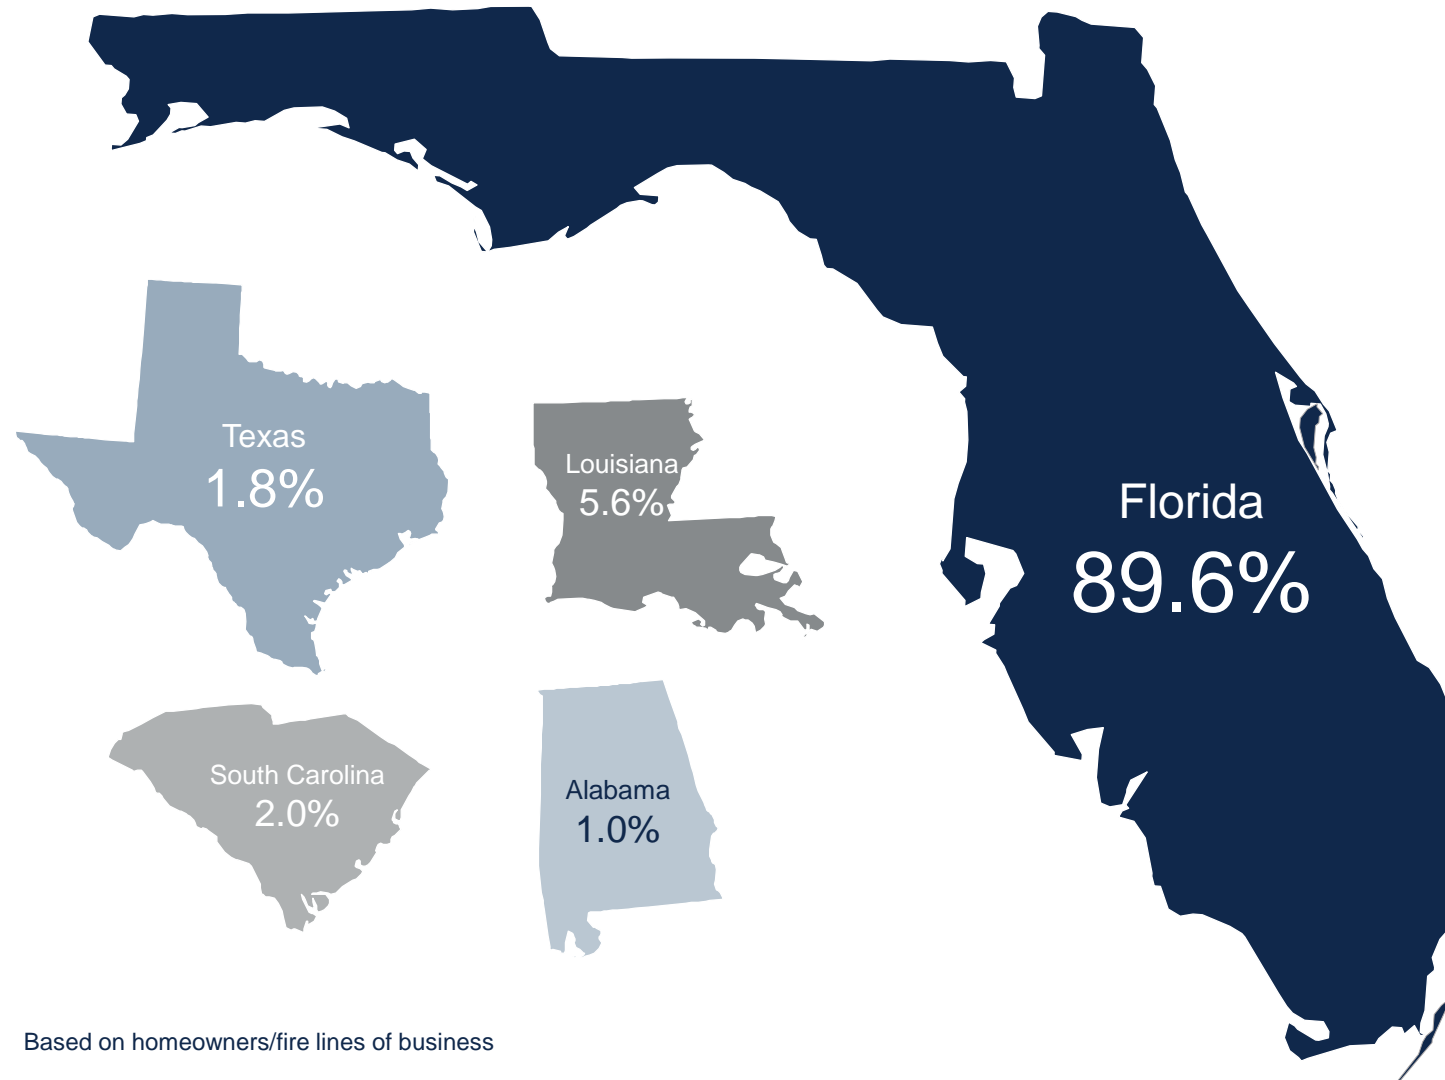 Texas
1.8%
Louisiana
5.6%
Florida
89.6%
South Carolina
2.0%
Alabama
1.0%
Based on homeowners/fire lines of business